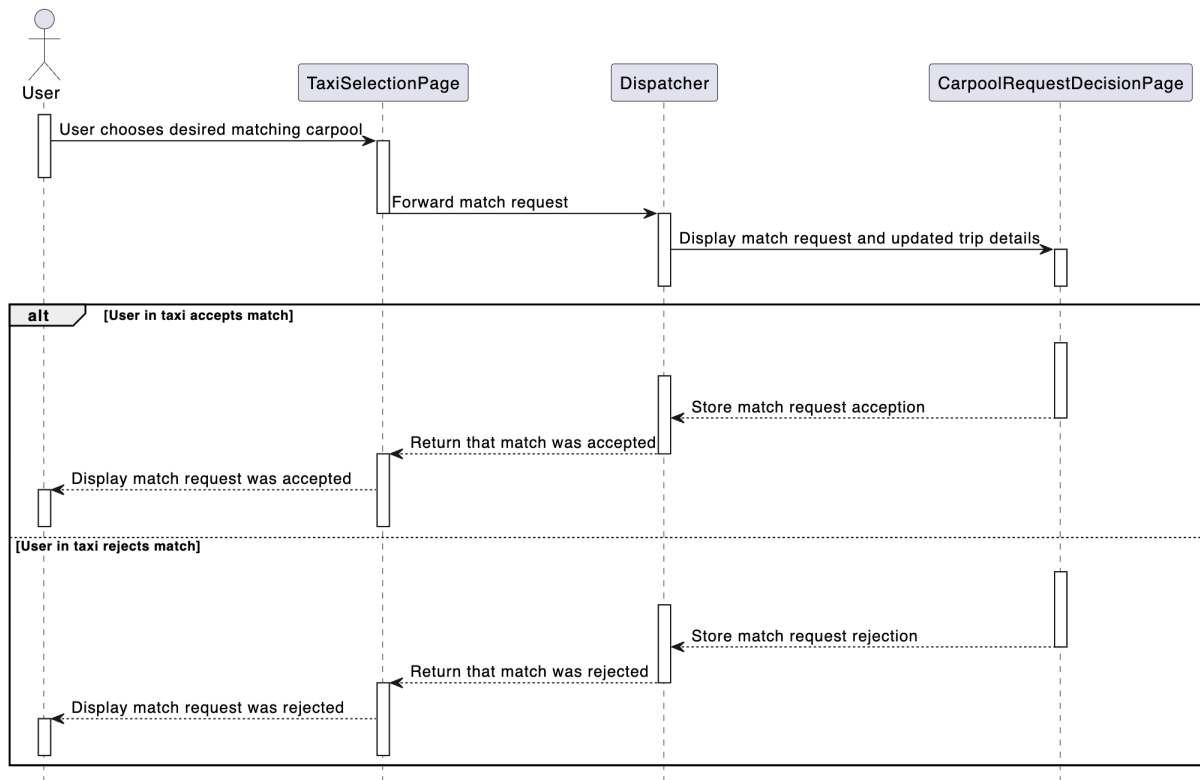 User
TaxiSelectionPage
Dispatcher
CarpoolRequestDecisionPage
User chooses desired matching carpool
Forward match request
Display match request and updated trip details
alt
[User in taxi accepts match]
Store match request acception
Return that match was accepted
Display match request was accepted
[User in taxi rejects match]
Store match request rejection
Return that match was rejected
Display match request was rejected